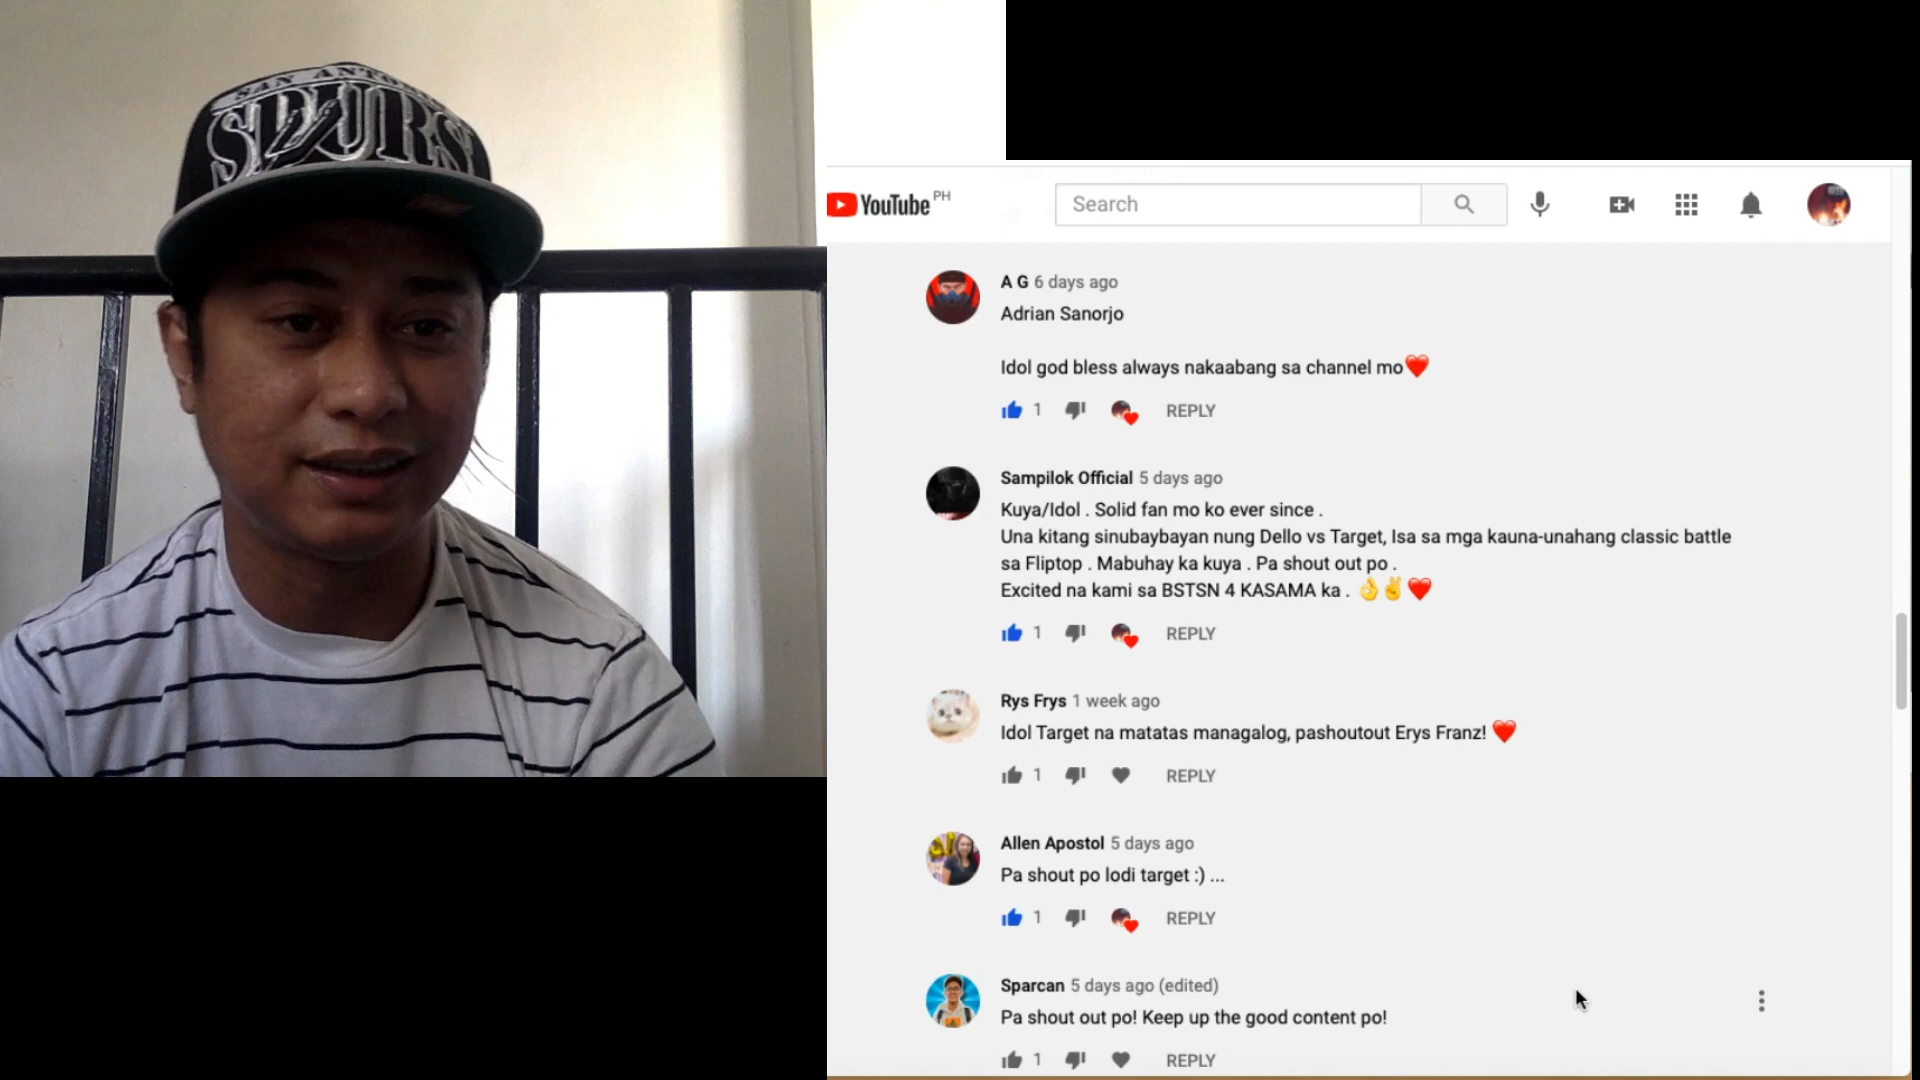 SAN ANTONIO
SPURS
YouTube PH
Search
A G 6 days ago
Adrian Sanorjo
Idol god bless always nakaabang sa channel mo❤️
1 REPLY
Sampilok Official 5 days ago
Kuya/Idol . Solid fan mo ko ever since .
Una kitang sinubaybayan nung Dello vs Target, Isa sa mga kauna-unahang classic battle
sa Fliptop . Mabuhay ka kuya . Pa shout out po .
Excited na kami sa BSTSN 4 KASAMA ka . 👌✌️❤️
1 REPLY
Rys Frys 1 week ago
Idol Target na matatas managalog, pashoutout Erys Franz! ❤️
1 REPLY
Allen Apostol 5 days ago
Pa shout po lodi target :) ...
1 REPLY
Sparcan 5 days ago (edited)
Pa shout out po! Keep up the good content po!
1 REPLY